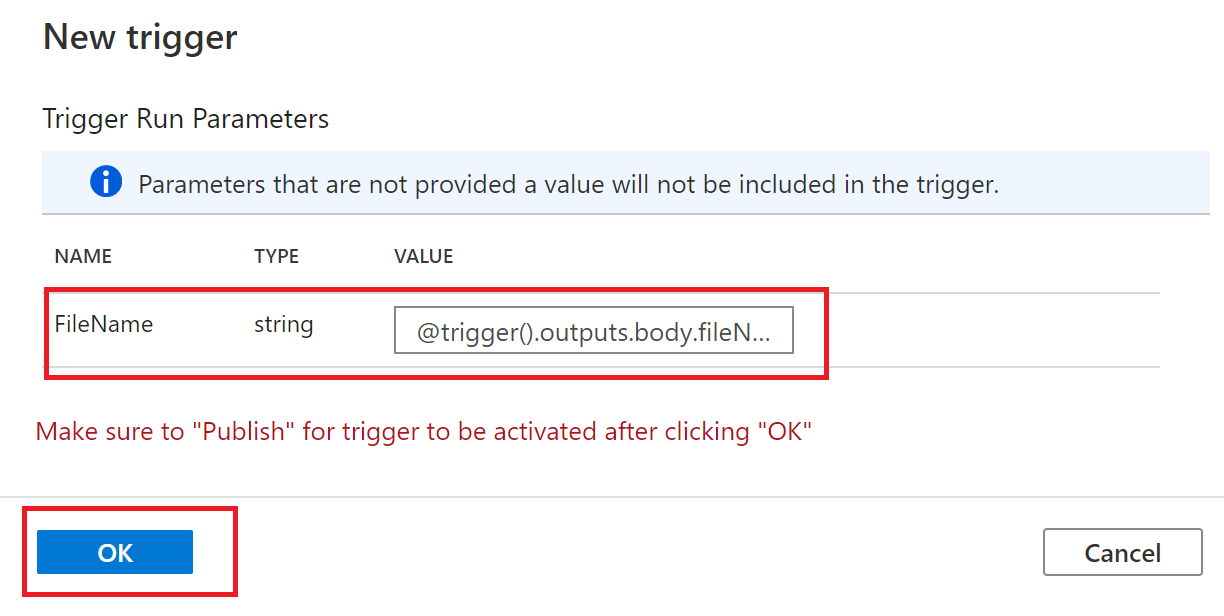 New trigger
Trigger Run Parameters
Parameters that are not provided a value will not be included in the trigger.
NAME TYPE VALUE
FileName string @trigger().outputs.body.fileN...
Make sure to "Publish" for trigger to be activated after clicking "OK"
OK Cancel